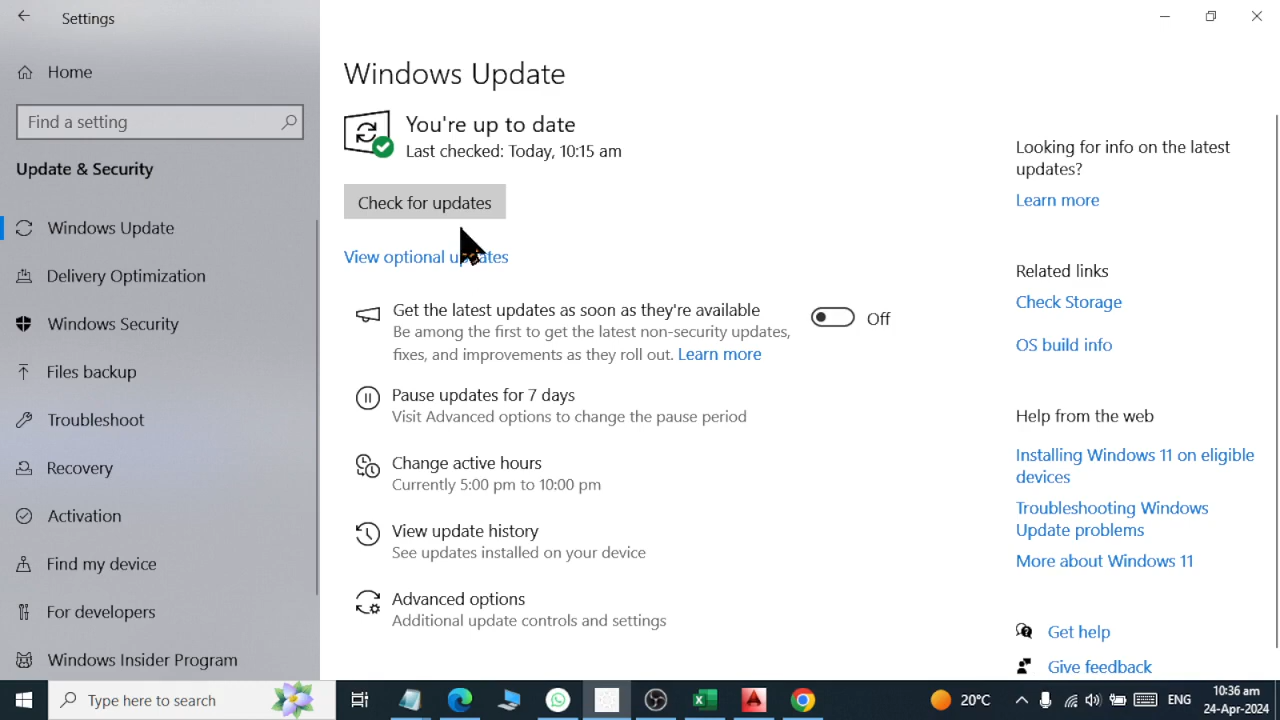 Settings
Home
Find a setting
Update & Security
Windows Update
Delivery Optimization
Windows Security
Files backup
Troubleshoot
Recovery
Activation
Find my device
For developers
Windows Insider Program
Windows Update
You're up to date
Last checked: Today, 10:15 am
Check for updates
View optional updates
Get the latest updates as soon as they're available
Be among the first to get the latest non-security updates,
fixes, and improvements as they roll out. Learn more
Off
Pause updates for 7 days
Visit Advanced options to change the pause period
Change active hours
Currently 5:00 pm to 10:00 pm
View update history
See updates installed on your device
Advanced options
Additional update controls and settings
Looking for info on the latest
updates?
Learn more
Related links
Check Storage
OS build info
Help from the web
Installing Windows 11 on eligible
devices
Troubleshooting Windows
Update problems
More about Windows 11
Get help
Give feedback
Type here to search
20°C
ENG
10:36 am
24-Apr-2024